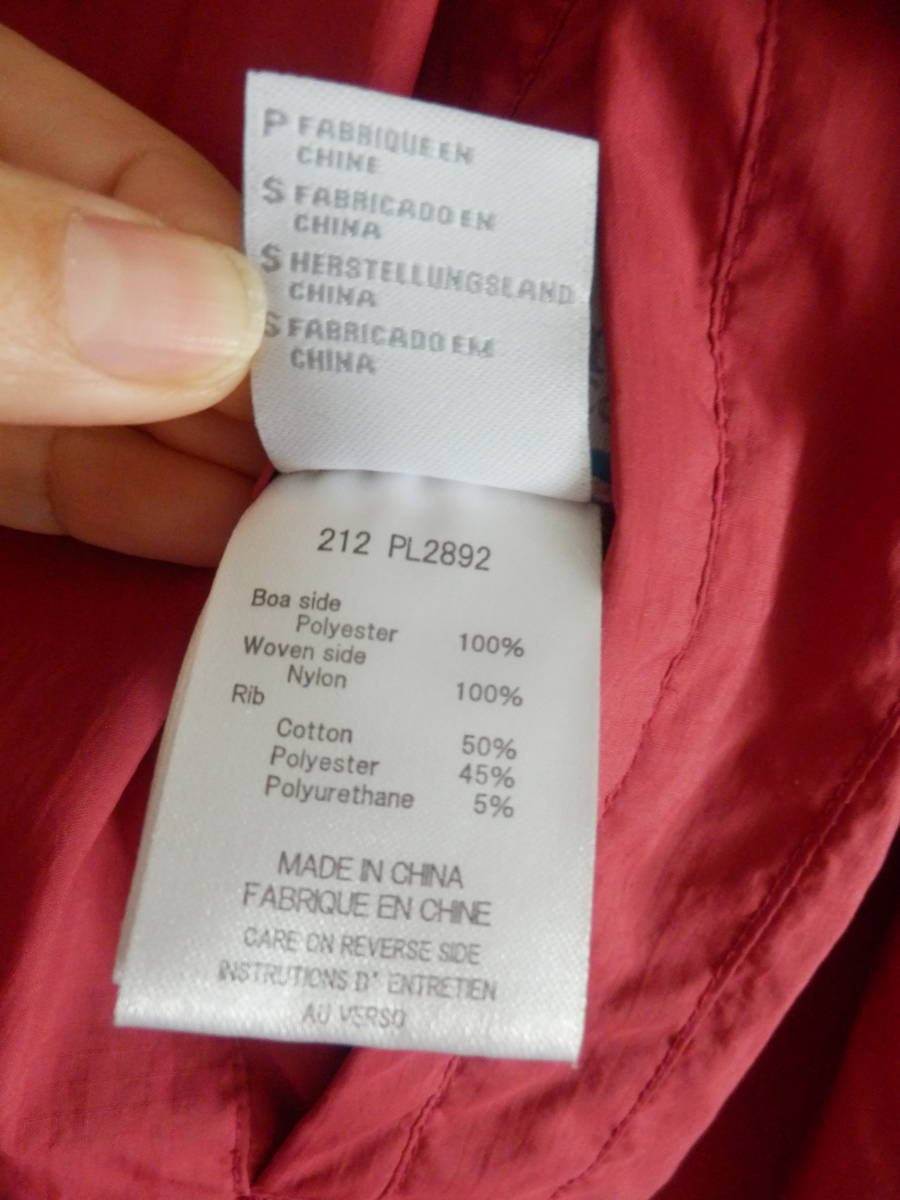 P FABRIQUE EN
CHINE
S FABRICADO EN
CHINA
S HERSTELLUNGSLAND
CHINA
S FABRICADO EM
CHINA
212 PL2892
Boa side
Polyester 100%
Woven side
Nylon 100%
Rib
Cotton 50%
Polyester 45%
Polyurethane 5%
MADE IN CHINA
FABRIQUE EN CHINE
CARE ON REVERSE SIDE
INSTRUTIONS D' ENTRETIEN
AU VERSO